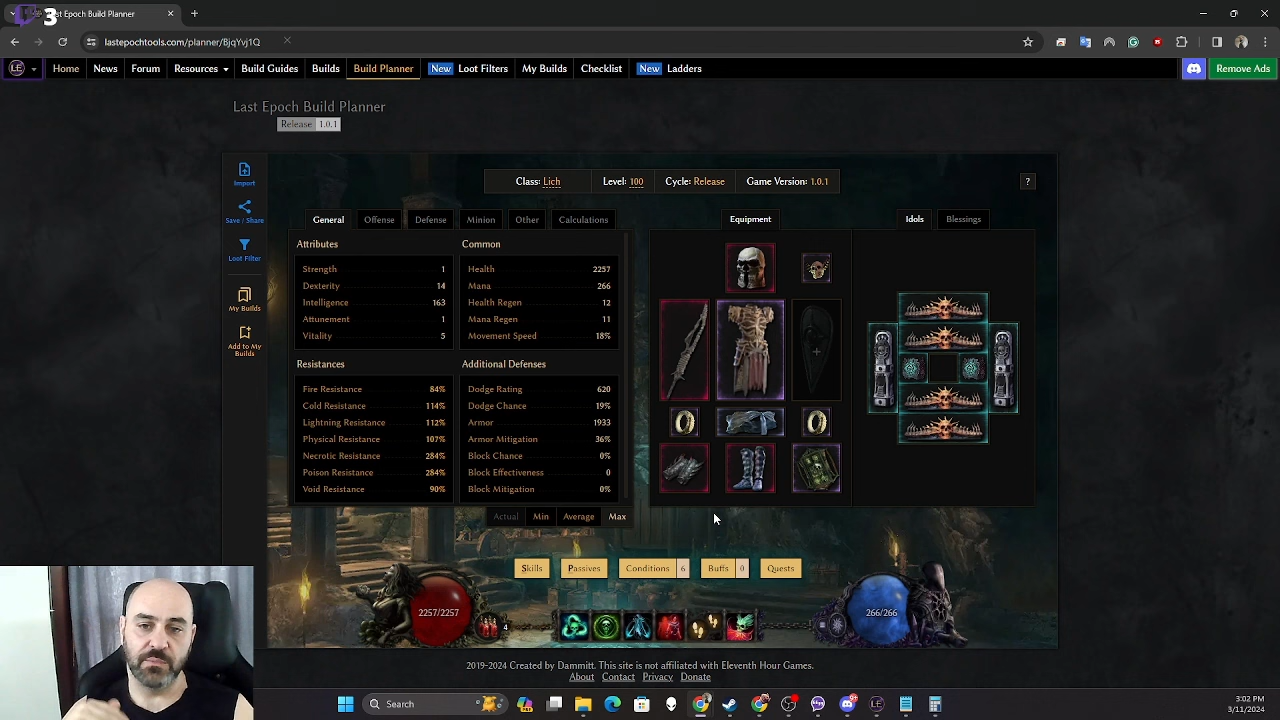 3
Last Epoch Build Planner
lastepochtools.com/planner/BjqYvj1Q
LE
Home
News
Forum
Resources
Build Guides
Builds
Build Planner
New Loot Filters
My Builds
Checklist
New Ladders
Remove Ads
Last Epoch Build Planner
Release 1.0.1
Import
Save / Share
Loot Filter
My Builds
Add to My
Builds
Class: Lich
Level: 100
Cycle: Release
Game Version: 1.0.1
?
General
Offense
Defense
Minion
Other
Calculations
Attributes
Strength 1
Dexterity 14
Intelligence 163
Attunement 1
Vitality 5
Common
Health 2257
Mana 266
Health Regen 12
Mana Regen 11
Movement Speed 18%
Resistances
Fire Resistance 84%
Cold Resistance 114%
Lightning Resistance 112%
Physical Resistance 107%
Necrotic Resistance 284%
Poison Resistance 284%
Void Resistance 90%
Additional Defenses
Dodge Rating 620
Dodge Chance 19%
Armor 1933
Armor Mitigation 36%
Block Chance 0%
Block Effectiveness 0
Block Mitigation 0%
Actual
Min
Average
Max
Equipment
Idols
Blessings
Skills
Passives
Conditions 6
Buffs 0
Quests
2257/2257
4
266/266
2019-2024 Created by Dammitt. This site is not affiliated with Eleventh Hour Games.
About
Contact
Privacy
Donate
Search
3:02 PM
3/11/2024